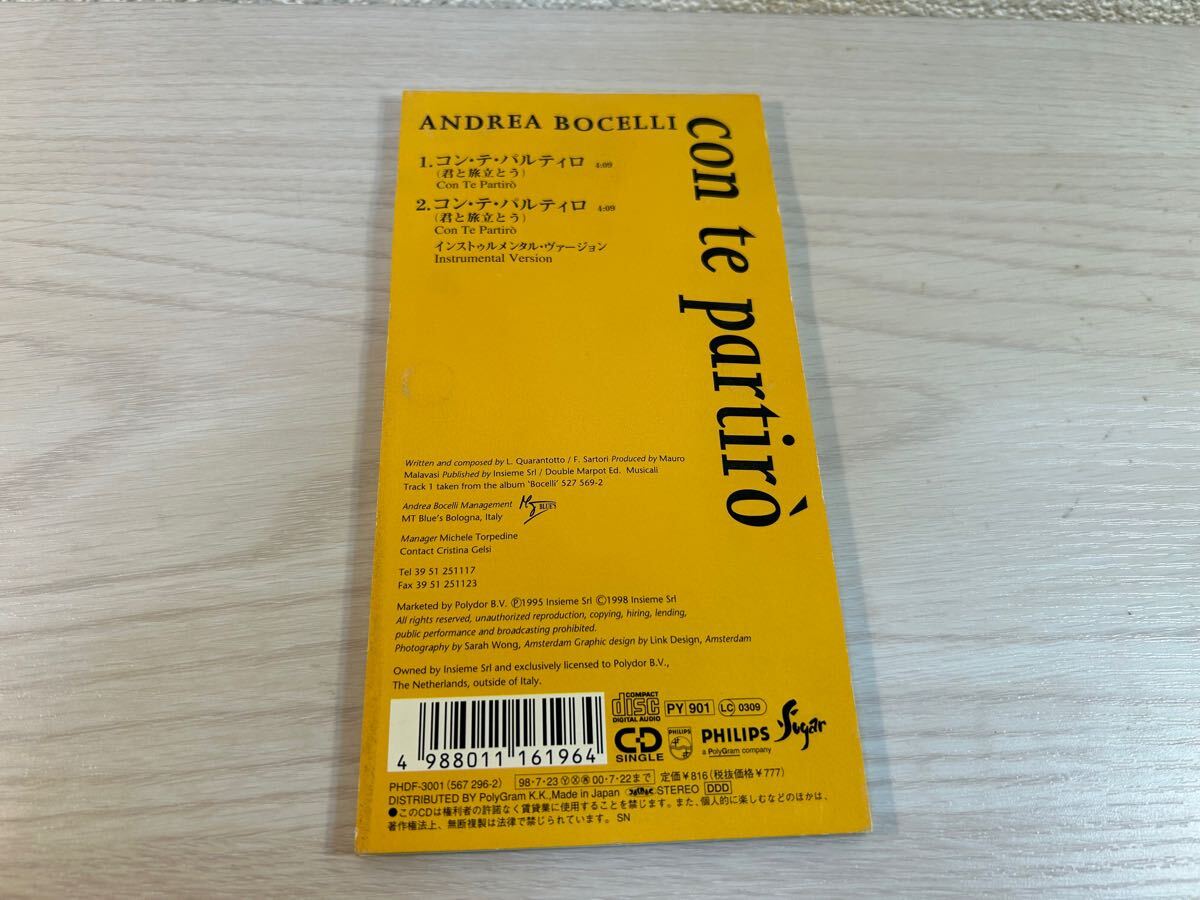 ANDREA BOCELLI
con te partirò
1.コン・テ・パルティロ 4:09
(君と旅立とう)
Con Te Partirò
2.コン・テ・パルティロ 4:09
(君と旅立とう)
Con Te Partirò
インストゥルメンタル・ヴァージョン
Instrumental Version
Written and composed by L. Quarantotto / F. Sartori Produced by Mauro
Malavasi Published by Insieme Srl / Double Marpot Ed. Musicali
Track 1 taken from the album 'Bocelli' 527 569-2
Andrea Bocelli Management
BLUE'S
MT Blue's Bologna, Italy
Manager Michele Torpedine
Contact Cristina Gelsi
Tel 39 51 251117
Fax 39 51 251123
Marketed by Polydor B.V. Ⓟ1995 Insieme Srl ©1998 Insieme Srl
All rights reserved, unauthorized reproduction, copying, hiring, lending,
public performance and broadcasting prohibited.
Photography by Sarah Wong, Amsterdam Graphic design by Link Design, Amsterdam
Owned by Insieme Srl and exclusively licensed to Polydor B.V.,
The Netherlands, outside of Italy.
COMPACT
disc
DIGITAL AUDIO
PY 901
LC 0309
CD
SINGLE
PHILIPS
PHILIPS
a PolyGram company
Sugar
4 988011 161964
PHDF-3001 (567 296-2) 98・7・23 Ⓨ Ⓧ 00・7・22まで 定価¥816(税抜価格¥777)
DISTRIBUTED BY PolyGram K.K.,Made in Japan STEREO DDD
●このCDは権利者の許諾なく賃貸業に使用することを禁じます。また、個人的に楽しむなどのほかは、
著作権法上、無断複製は法律で禁じられています。 SN